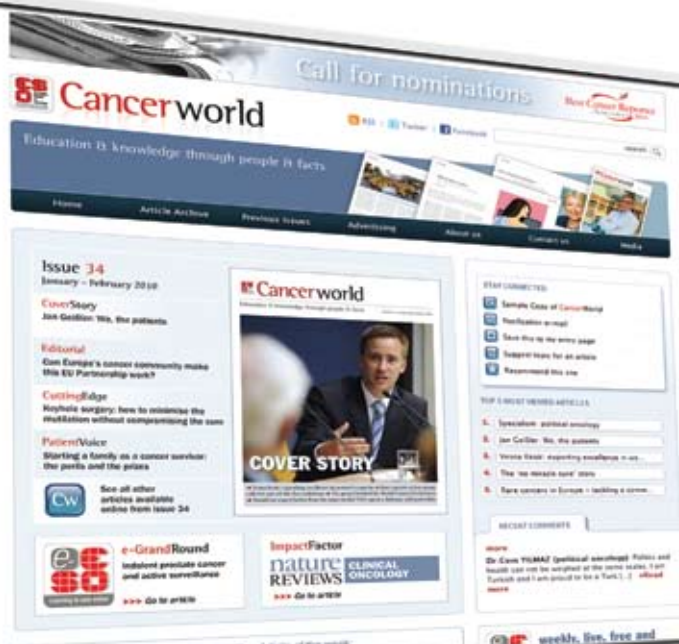 Call for nominations
Best Cancer Reporter
Cancerworld
RSS | Twitter | Facebook
search
Education & knowledge through people & facts
Home Article Archive Previous Issues Advertising About us Contact us Media
Issue 34
January - February 2010
CoverStory
Jan Geißler: We, the patients
Editorial
Can Europe's cancer community make
this EU Partnership work?
CuttingEdge
Keyhole surgery: how to minimise the
mutilation without compromising the cure
PatientVoice
Starting a family as a cancer survivor:
the perils and the prizes
CW
See all other
articles available
online from issue 34
Cancerworld
Education & knowledge through people & facts
COVER STORY
STAY CONNECTED
Sample Copy of CancerWorld
Notification e-mail
Save this to my entry page
Suggest topic for an article
Recommend this site
TOP 5 MOST VIEWED ARTICLES
1. Specialism: political oncology
2. Jan Geißler: We, the patients
3. exporting excellence in
4. The 'no miracle cure' story
5. Rare cancers in Europe – tackling a
RECENT COMMENTS
more
Dr.Cem YILMAZ (political oncology) Politics and
health can not be weighed at the same scales. I am
Turkish and I am proud to be a Turk [...] »Read
more
e-GrandRound
Indolent prostate cancer
and active surveillance
>>> Go to article
ImpactFactor
nature
REVIEWS CLINICAL
ONCOLOGY
>>> Go to article
weekly, live, free and